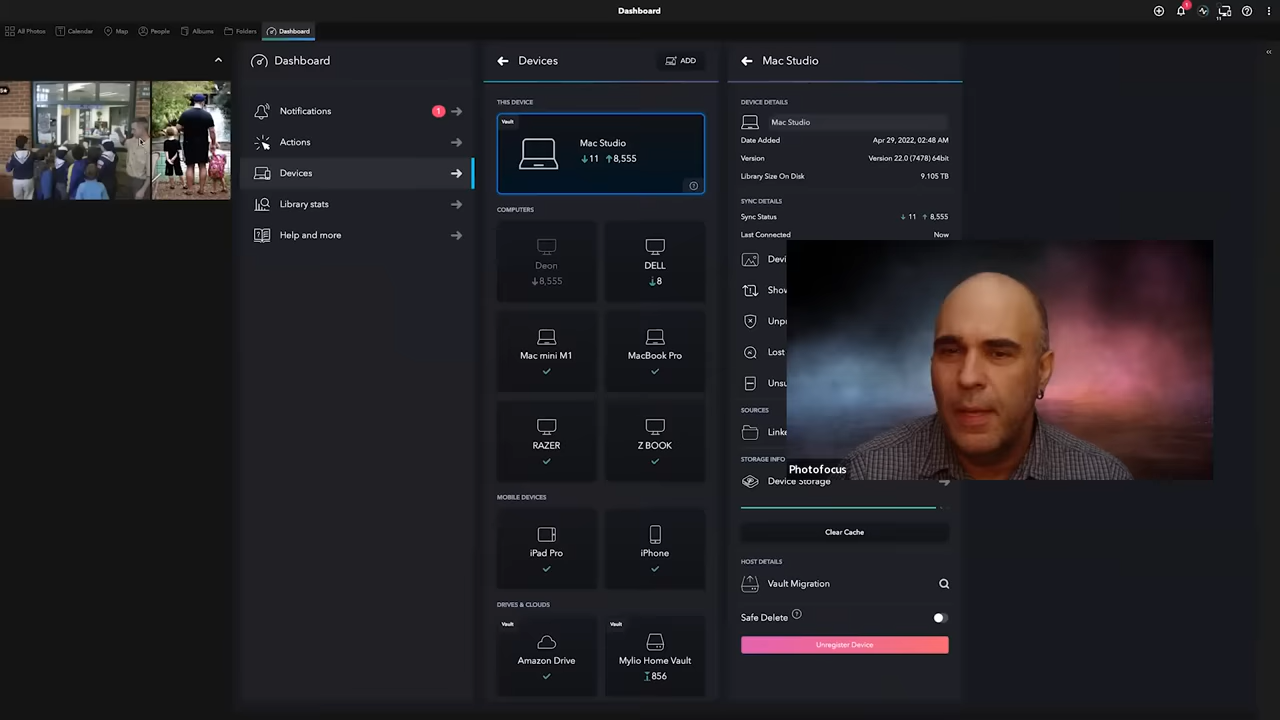 Dashboard
1
11
All Photos
Calendar
Map
People
Albums
Folders
Dashboard
Dashboard
Notifications
1
Actions
Devices
Library stats
Help and more
Devices
ADD
THIS DEVICE
Vault
Mac Studio
↓11 ↑8,555
COMPUTERS
Deon
↓8,555
DELL
8
Mac mini M1
MacBook Pro
RAZER
Z BOOK
MOBILE DEVICES
iPad Pro
iPhone
DRIVES & CLOUDS
Vault
Amazon Drive
Vault
Mylio Home Vault
856
Mac Studio
DEVICE DETAILS
Mac Studio
Date Added Apr 29, 2022, 02:48 AM
Version Version 22.0 (7478) 64bit
Library Size On Disk 9.105 TB
SYNC DETAILS
Sync Status ↓ 11 ↑ 8,555
Last Connected Now
Devi
Show
Unp
Lost
Unsu
SOURCES
Linke
STORAGE INFO
Device Storage
Clear Cache
HOST DETAILS
Vault Migration
Safe Delete ?
Unregister Device
Photofocus